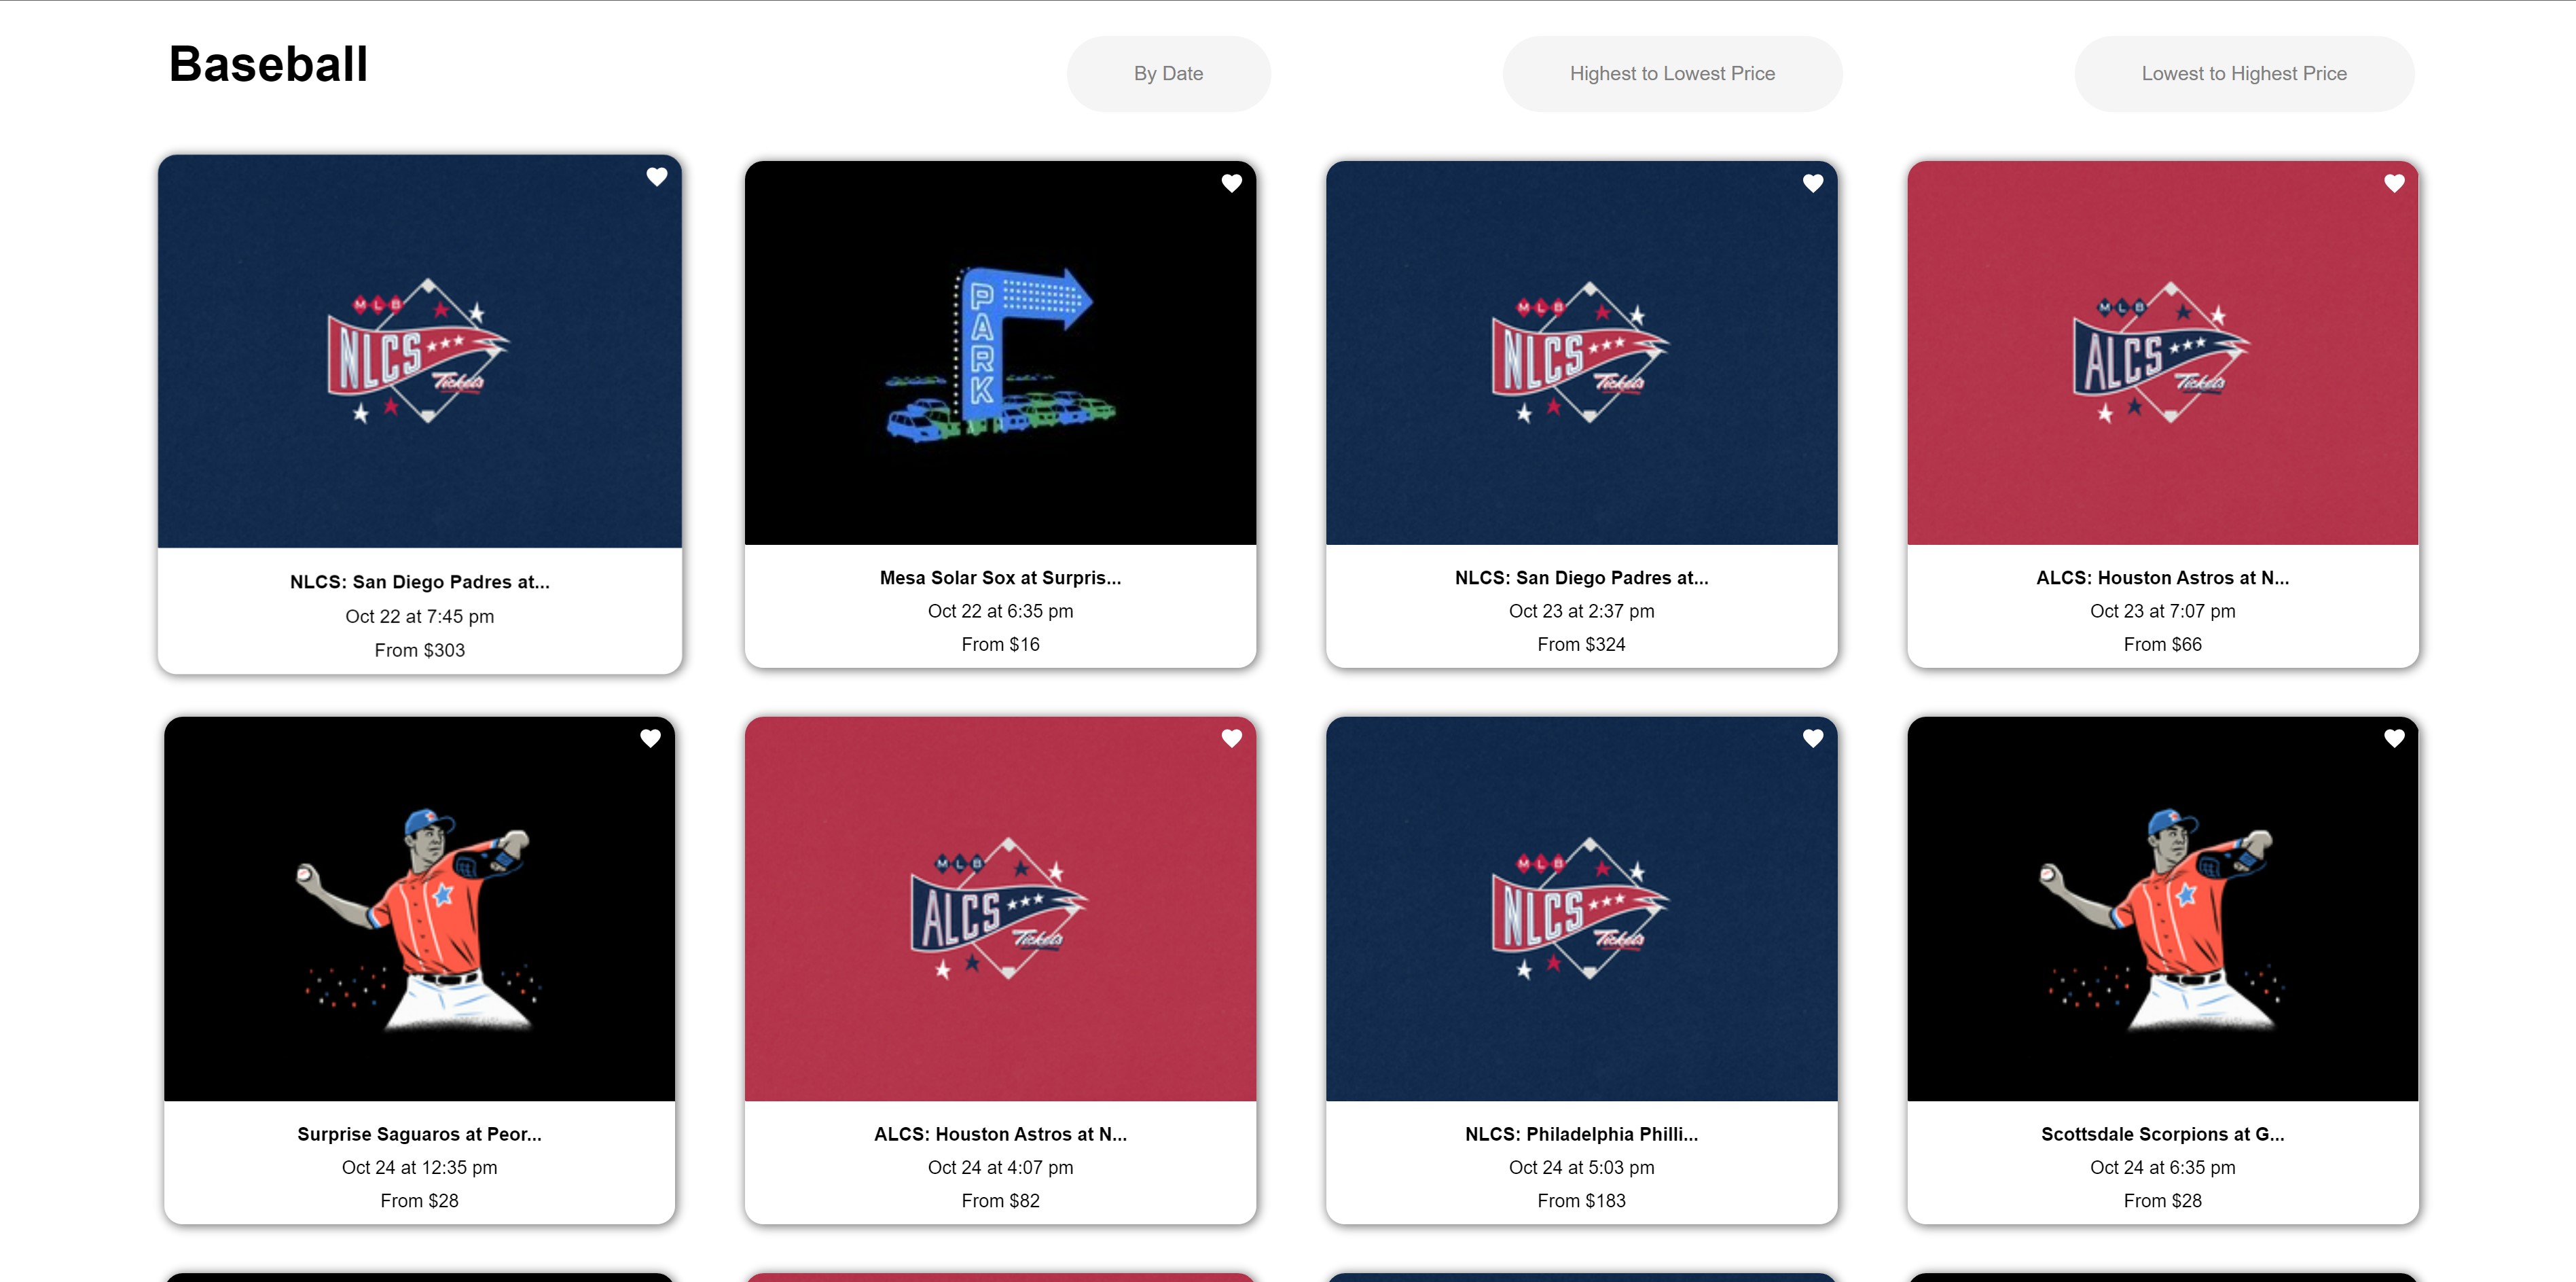 Baseball
By Date
Highest to Lowest Price
Lowest to Highest Price
MLB
NLCS
Tickets
NLCS: San Diego Padres at...
Oct 22 at 7:45 pm
From $303
PARK
Mesa Solar Sox at Surpris...
Oct 22 at 6:35 pm
From $16
MLB
NLCS
Tickets
NLCS: San Diego Padres at...
Oct 23 at 2:37 pm
From $324
MLB
ALCS
Tickets
ALCS: Houston Astros at N...
Oct 23 at 7:07 pm
From $66
Surprise Saguaros at Peor...
Oct 24 at 12:35 pm
From $28
MLB
ALCS
Tickets
ALCS: Houston Astros at N...
Oct 24 at 4:07 pm
From $82
MLB
NLCS
Tickets
NLCS: Philadelphia Philli...
Oct 24 at 5:03 pm
From $183
Scottsdale Scorpions at G...
Oct 24 at 6:35 pm
From $28